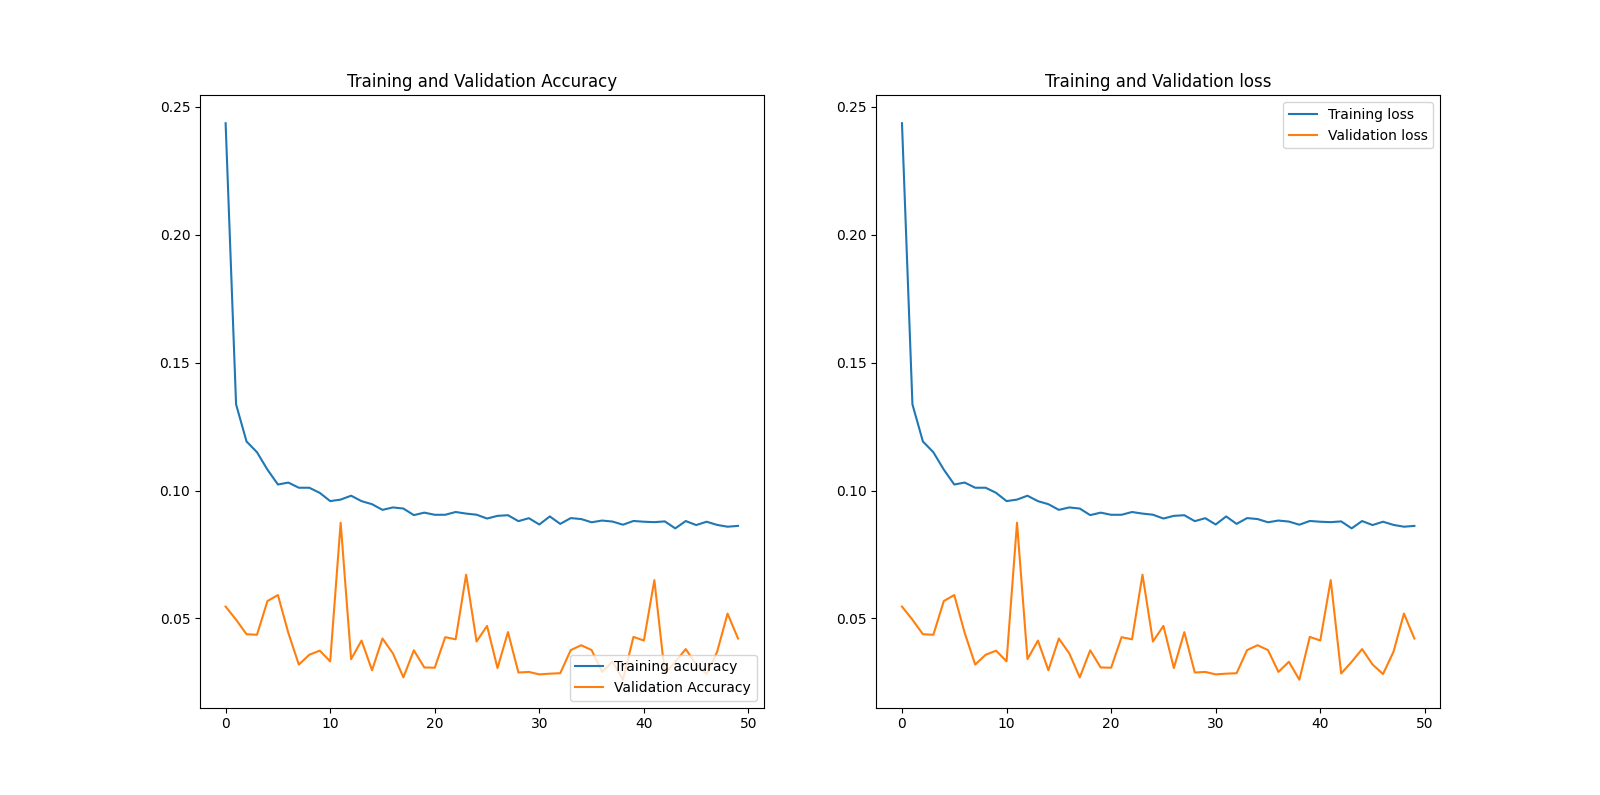 Training and Validation Accuracy
0.25
0.20
0.15
0.10
0.05
0 10 20 30 40 50
Training accuracy
Validation Accuracy
Training and Validation loss
0.25
0.20
0.15
0.10
0.05
0 10 20 30 40 50
Training loss
Validation loss